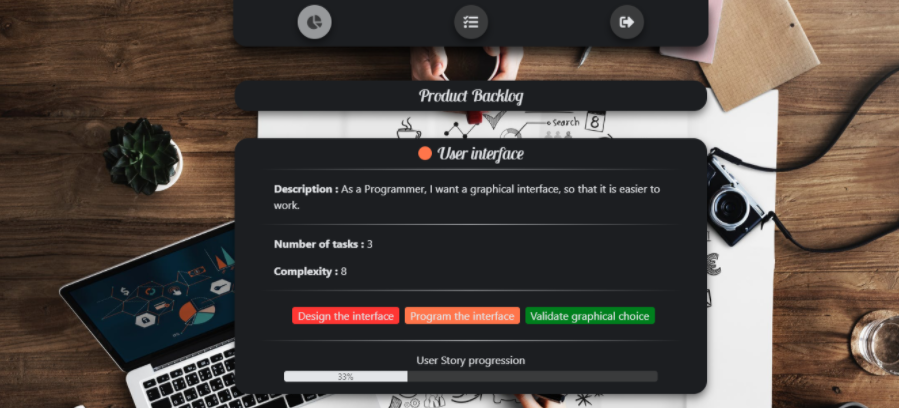 Product Backlog
search 8
User interface
Description : As a Programmer, I want a graphical interface, so that it is easier to
work.
Number of tasks : 3
Complexity : 8
Design the interface Program the interface Validate graphical choice
User Story progression
33%